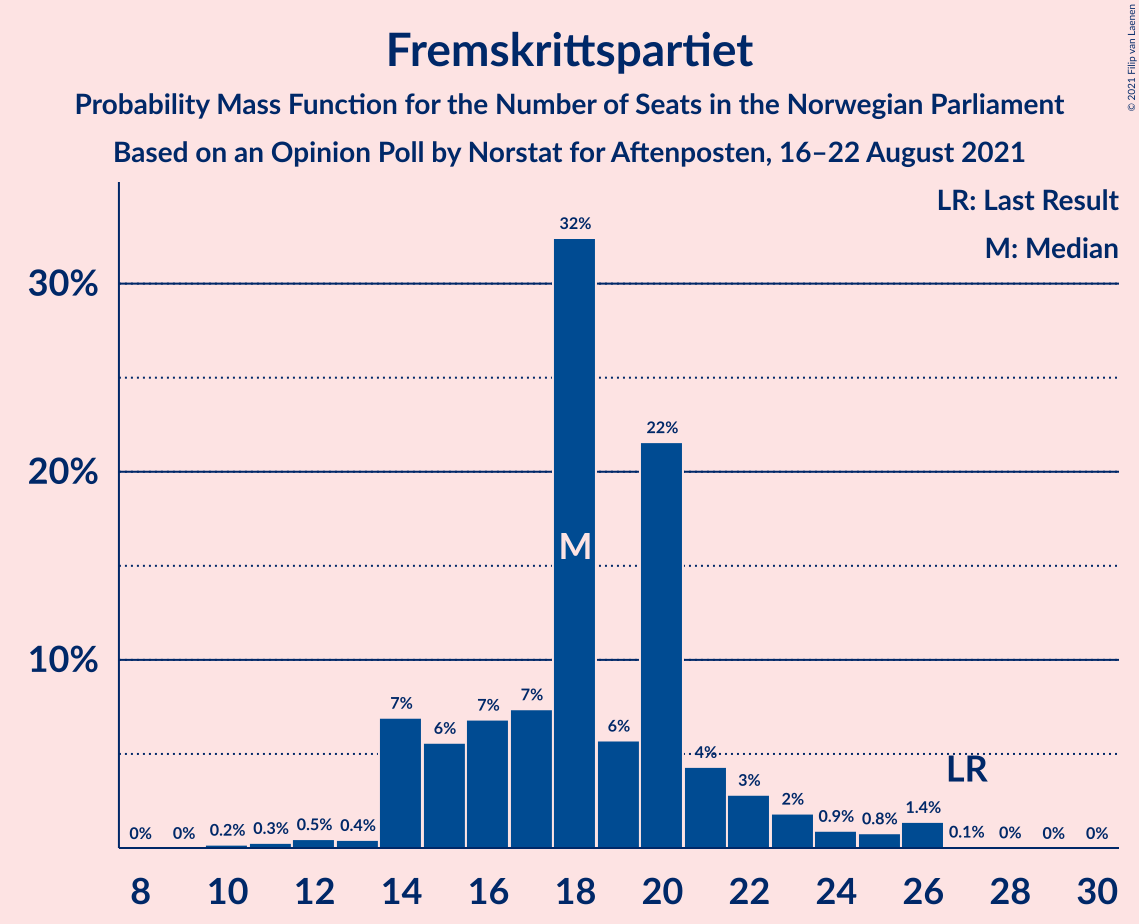 Fremskrittspartiet
Probability Mass Function for the Number of Seats in the Norwegian Parliament
Based on an Opinion Poll by Norstat for Aftenposten, 16–22 August 2021
© 2021 Filip van Laenen
LR: Last Result
M: Median
30%
20%
10%
0% 0% 0.2% 0.3% 0.5% 0.4% 7% 6% 7% 7% 32% 6% 22% 4% 3% 2% 0.9% 0.8% 1.4% 0.1% 0% 0% 0%
M
LR
8 10 12 14 16 18 20 22 24 26 28 30